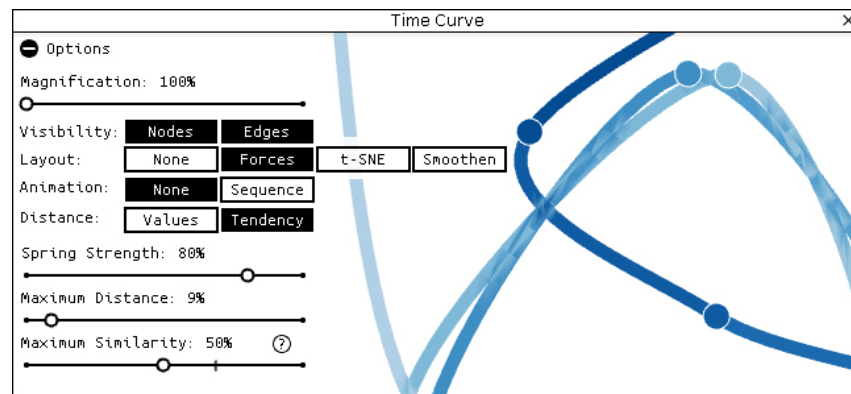 Time Curve ×
Options
Magnification: 100%
Visibility: Nodes Edges
Layout: None Forces t-SNE Smoothen
Animation: None Sequence
Distance: Values Tendency
Spring Strength: 80%
Maximum Distance: 9%
Maximum Similarity: 50% ?